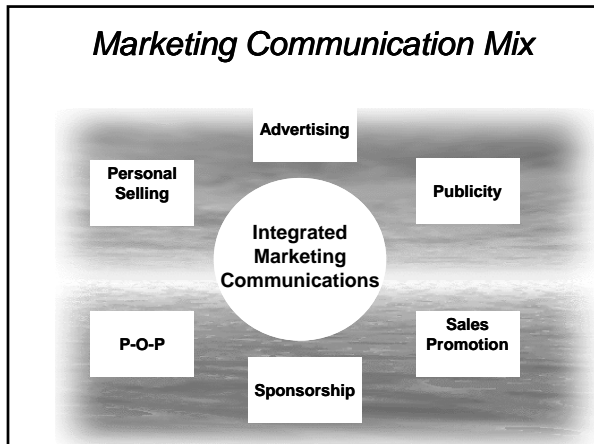 Marketing Communication Mix
Advertising
Personal
Selling
Publicity
Integrated
Marketing
Communications
P-O-P
Sales
Promotion
Sponsorship